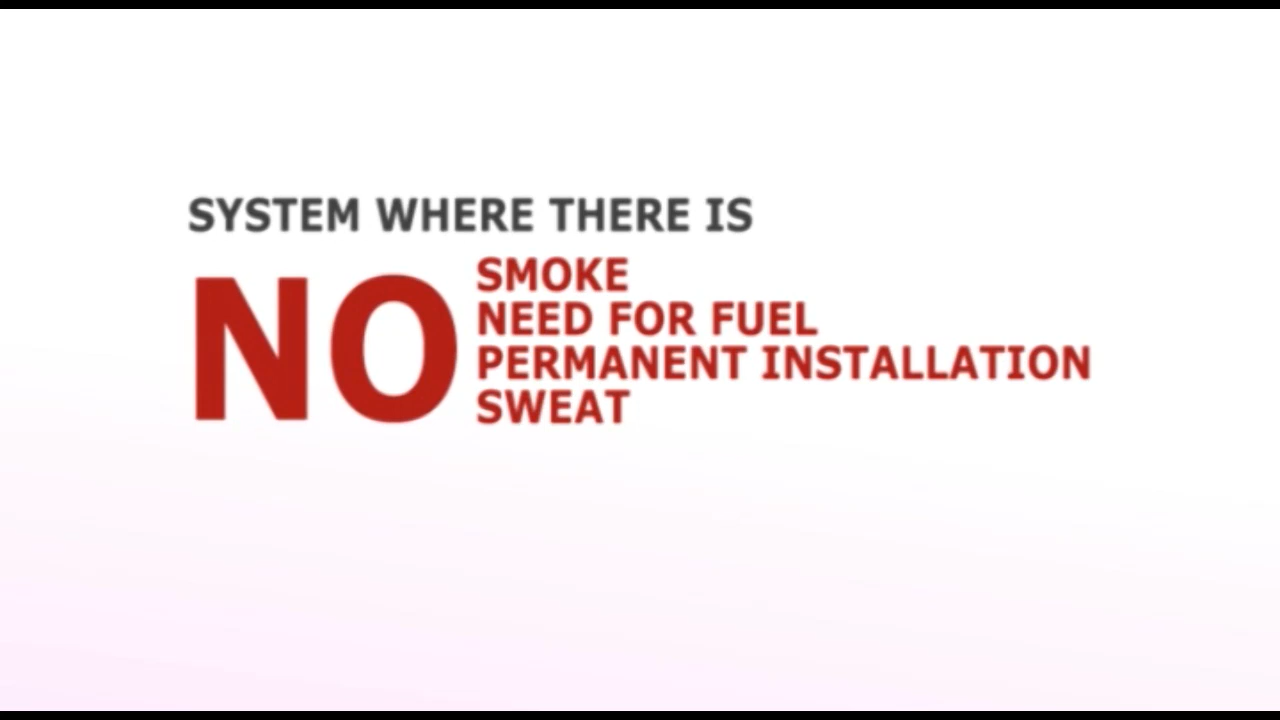 SYSTEM WHERE THERE IS
NO
SMOKE
NEED FOR FUEL
PERMANENT INSTALLATION
SWEAT